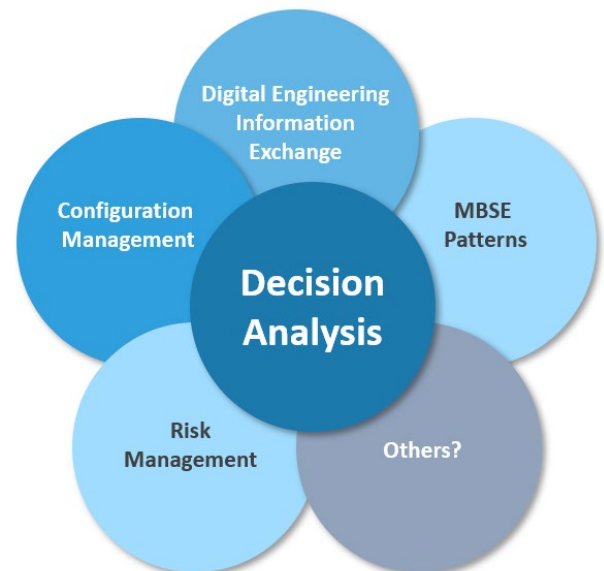 Digital Engineering
Information
Exchange
Configuration
Management
MBSE
Patterns
Decision
Analysis
Risk
Management
Others?